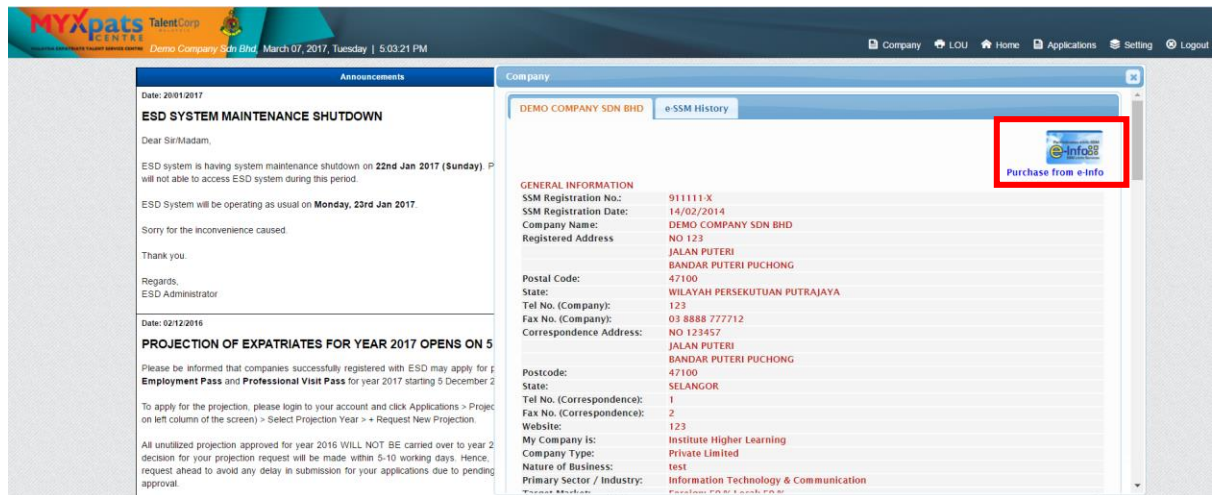 MYXpats
CENTRE
TalentCorp
MALAYSIA
Demo Company Sdn Bhd, March 07, 2017, Tuesday | 5:03:21 PM
Company LOU Home Applications Setting Logout
Announcements
Date: 20/01/2017
ESD SYSTEM MAINTENANCE SHUTDOWN
Dear Sir/Madam,
ESD system is having system maintenance shutdown on 22nd Jan 2017 (Sunday). P
will not able to access ESD system during this period.
ESD System will be operating as usual on Monday, 23rd Jan 2017.
Sorry for the inconvenience caused.
Thank you.
Regards,
ESD Administrator
Date: 02/12/2016
PROJECTION OF EXPATRIATES FOR YEAR 2017 OPENS ON 5
Please be informed that companies successfully registered with ESD may apply for p
Employment Pass and Professional Visit Pass for year 2017 starting 5 December 2
To apply for the projection, please login to your account and click Applications > Projec
on left column of the screen) > Select Projection Year > + Request New Projection.
All unutilized projection approved for year 2016 WILL NOT BE carried over to year 2
decision for your projection request will be made within 5-10 working days. Hence,
request ahead to avoid any delay in submission for your applications due to pending
approval.
Company
DEMO COMPANY SDN BHD e-SSM History
e-Info
Purchase from e-Info
GENERAL INFORMATION
SSM Registration No.: 911111-X
SSM Registration Date: 14/02/2014
Company Name: DEMO COMPANY SDN BHD
Registered Address NO 123
JALAN PUTERI
BANDAR PUTERI PUCHONG
Postal Code: 47100
State: WILAYAH PERSEKUTUAN PUTRAJAYA
Tel No. (Company): 123
Fax No. (Company): 03 8888 777712
Correspondence Address: NO 123457
JALAN PUTERI
BANDAR PUTERI PUCHONG
Postcode: 47100
State: SELANGOR
Tel No. (Correspondence): 1
Fax No. (Correspondence): 2
Website: 123
My Company is: Institute Higher Learning
Company Type: Private Limited
Nature of Business: test
Primary Sector / Industry: Information Technology & Communication